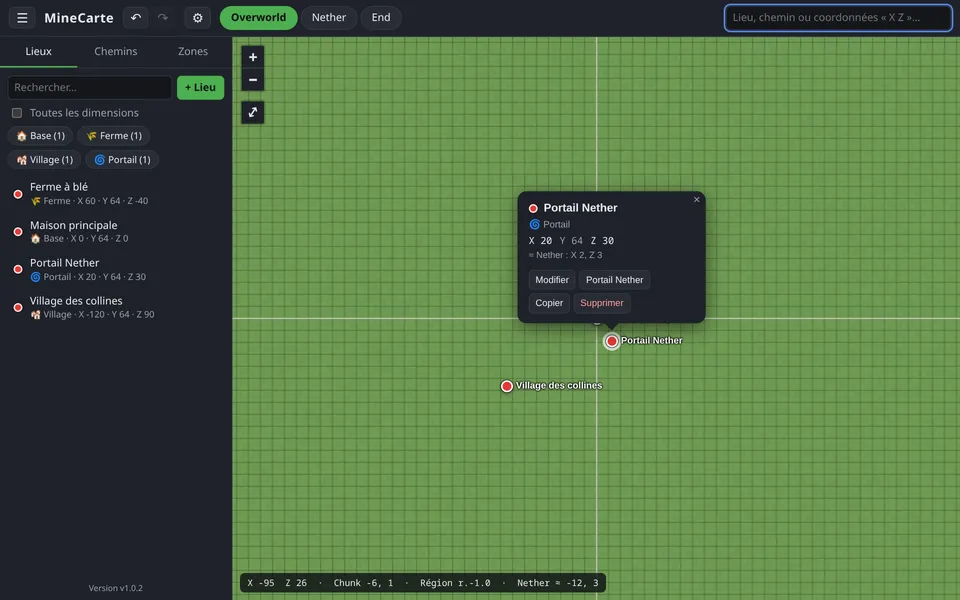 MineCarte
Overworld
Nether
End
Lieu, chemin ou coordonnées « X Z »...
Lieux
Chemins
Zones
Rechercher...
+ Lieu
Toutes les dimensions
Base (1)
Ferme (1)
Village (1)
Portail (1)
Ferme à blé
Ferme · X 60 · Y 64 · Z -40
Maison principale
Base · X 0 · Y 64 · Z 0
Portail Nether
Portail · X 20 · Y 64 · Z 30
Village des collines
Village · X -120 · Y 64 · Z 90
Version v1.0.2
+
−
Portail Nether
×
Portail
X 20 Y 64 Z 30
≈ Nether : X 2, Z 3
Modifier
Portail Nether
Copier
Supprimer
Portail Nether
Village des collines
X -95 Z 26 · Chunk -6, 1 · Région r.-1.0 · Nether ≈ -12, 3